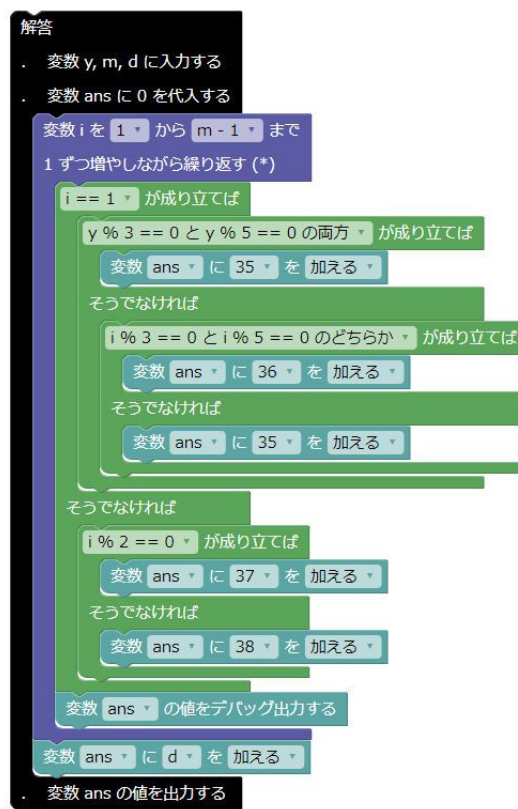 解答
. 変数 y, m, d に入力する
. 変数 ans に 0 を代入する
変数 i を 1 から m - 1 まで
1 ずつ増やしながら繰り返す (*)
i == 1 が成り立てば
y % 3 == 0 と y % 5 == 0 の両方 が成り立てば
変数 ans に 35 を 加える
そうでなければ
i % 3 == 0 と i % 5 == 0 のどちらか が成り立てば
変数 ans に 36 を 加える
そうでなければ
変数 ans に 35 を 加える
そうでなければ
i % 2 == 0 が成り立てば
変数 ans に 37 を 加える
そうでなければ
変数 ans に 38 を 加える
変数 ans の値をデバッグ出力する
変数 ans に d を 加える
. 変数 ans の値を出力する